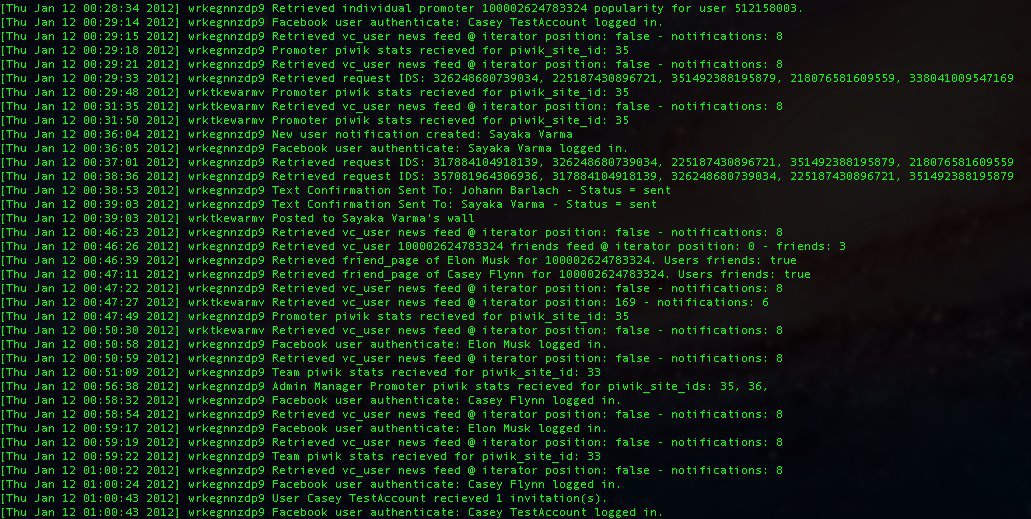 [Thu Jan 12 00:28:34 2012] wrkegnnzdp9 Retrieved individual promoter 100002624783324 popularity for user 512158003.
[Thu Jan 12 00:29:14 2012] wrkegnnzdp9 Facebook user authenticate: Casey TestAccount logged in.
[Thu Jan 12 00:29:15 2012] wrkegnnzdp9 Retrieved vc_user news feed @ iterator position: false - notifications: 8
[Thu Jan 12 00:29:18 2012] wrkegnnzdp9 Promoter piwik stats recieved for piwik_site_id: 35
[Thu Jan 12 00:29:21 2012] wrkegnnzdp9 Retrieved vc_user news feed @ iterator position: false - notifications: 8
[Thu Jan 12 00:29:33 2012] wrkegnnzdp9 Retrieved request IDS: 326248680739034, 225187430896721, 351492388195879, 218076581609559, 338041009547169
[Thu Jan 12 00:29:48 2012] wrktkewarmv Promoter piwik stats recieved for piwik_site_id: 35
[Thu Jan 12 00:31:35 2012] wrktkewarmv Retrieved vc_user news feed @ iterator position: false - notifications: 8
[Thu Jan 12 00:31:50 2012] wrktkewarmv Promoter piwik stats recieved for piwik_site_id: 35
[Thu Jan 12 00:36:04 2012] wrkegnnzdp9 New user notification created: Sayaka Varma
[Thu Jan 12 00:36:05 2012] wrkegnnzdp9 Facebook user authenticate: Sayaka Varma logged in.
[Thu Jan 12 00:37:01 2012] wrkegnnzdp9 Retrieved request IDS: 317884104918139, 326248680739034, 225187430896721, 351492388195879, 218076581609559
[Thu Jan 12 00:38:36 2012] wrkegnnzdp9 Retrieved request IDS: 357081964306936, 317884104918139, 326248680739034, 225187430896721, 351492388195879
[Thu Jan 12 00:38:53 2012] wrkegnnzdp9 Text Confirmation Sent To: Johann Barlach - Status = sent
[Thu Jan 12 00:39:03 2012] wrkegnnzdp9 Text Confirmation Sent To: Sayaka Varma - Status = sent
[Thu Jan 12 00:39:03 2012] wrktkewarmv Posted to Sayaka Varma's wall
[Thu Jan 12 00:46:23 2012] wrkegnnzdp9 Retrieved vc_user news feed @ iterator position: false - notifications: 8
[Thu Jan 12 00:46:26 2012] wrkegnnzdp9 Retrieved vc_user 100002624783324 friends feed @ iterator position: 0 - friends: 3
[Thu Jan 12 00:46:39 2012] wrkegnnzdp9 Retrieved friend_page of Elon Musk for 100002624783324. Users friends: true
[Thu Jan 12 00:47:11 2012] wrkegnnzdp9 Retrieved friend_page of Casey Flynn for 100002624783324. Users friends: true
[Thu Jan 12 00:47:22 2012] wrkegnnzdp9 Retrieved vc_user news feed @ iterator position: false - notifications: 8
[Thu Jan 12 00:47:27 2012] wrktkewarmv Retrieved vc_user news feed @ iterator position: 169 - notifications: 6
[Thu Jan 12 00:47:49 2012] wrktkewarmv Promoter piwik stats recieved for piwik_site_id: 35
[Thu Jan 12 00:50:30 2012] wrktkewarmv Retrieved vc_user news feed @ iterator position: false - notifications: 8
[Thu Jan 12 00:50:58 2012] wrkegnnzdp9 Facebook user authenticate: Elon Musk logged in.
[Thu Jan 12 00:50:59 2012] wrkegnnzdp9 Retrieved vc_user news feed @ iterator position: false - notifications: 8
[Thu Jan 12 00:51:09 2012] wrkegnnzdp9 Team piwik stats recieved for piwik_site_id: 33
[Thu Jan 12 00:56:38 2012] wrkegnnzdp9 Admin Manager Promoter piwik stats recieved for piwik_site_ids: 35, 36,
[Thu Jan 12 00:58:32 2012] wrkegnnzdp9 Facebook user authenticate: Casey Flynn logged in.
[Thu Jan 12 00:58:54 2012] wrkegnnzdp9 Retrieved vc_user news feed @ iterator position: false - notifications: 8
[Thu Jan 12 00:59:17 2012] wrkegnnzdp9 Facebook user authenticate: Elon Musk logged in.
[Thu Jan 12 00:59:19 2012] wrkegnnzdp9 Retrieved vc_user news feed @ iterator position: false - notifications: 8
[Thu Jan 12 00:59:22 2012] wrkegnnzdp9 Team piwik stats recieved for piwik_site_id: 33
[Thu Jan 12 01:00:22 2012] wrkegnnzdp9 Retrieved vc_user news feed @ iterator position: false - notifications: 8
[Thu Jan 12 01:00:24 2012] wrkegnnzdp9 Facebook user authenticate: Casey Flynn logged in.
[Thu Jan 12 01:00:43 2012] wrkegnnzdp9 User Casey TestAccount recieved 1 invitation(s).
[Thu Jan 12 01:00:43 2012] wrkegnnzdp9 Facebook user authenticate: Casey TestAccount logged in.